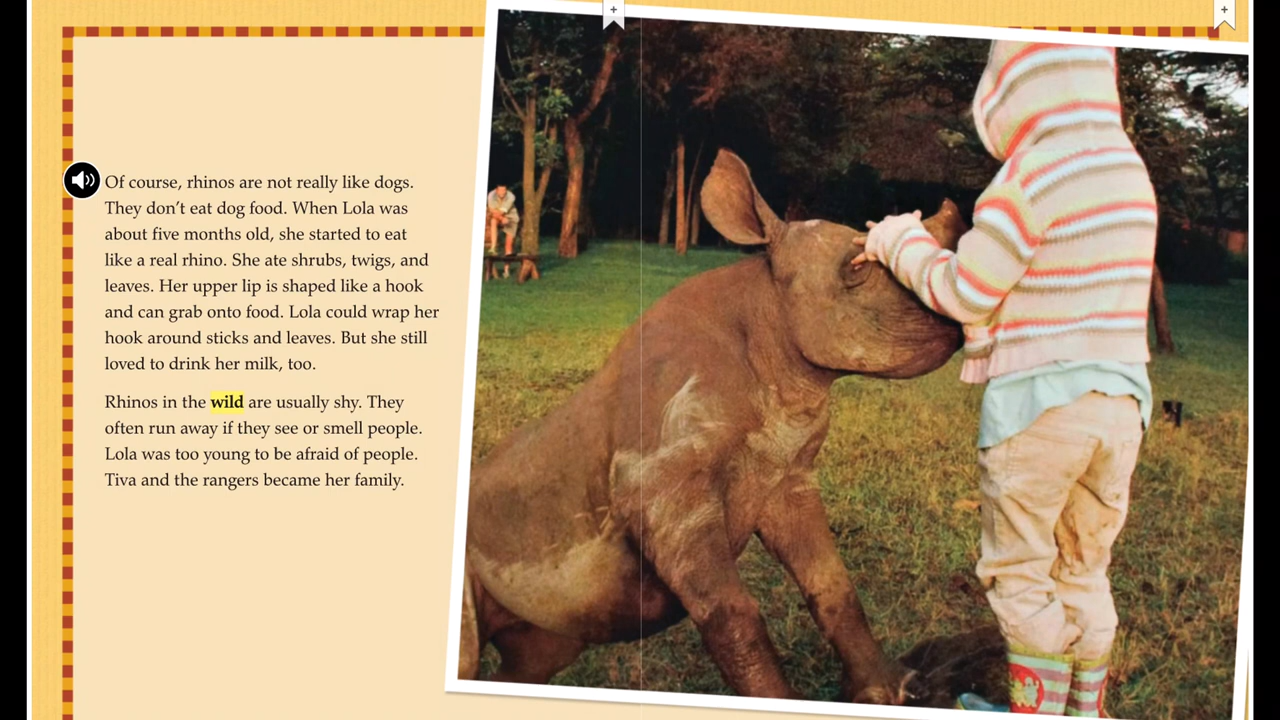 Of course, rhinos are not really like dogs.
They don’t eat dog food. When Lola was
about five months old, she started to eat
like a real rhino. She ate shrubs, twigs, and
leaves. Her upper lip is shaped like a hook
and can grab onto food. Lola could wrap her
hook around sticks and leaves. But she still
loved to drink her milk, too.
Rhinos in the wild are usually shy. They
often run away if they see or smell people.
Lola was too young to be afraid of people.
Tiva and the rangers became her family.